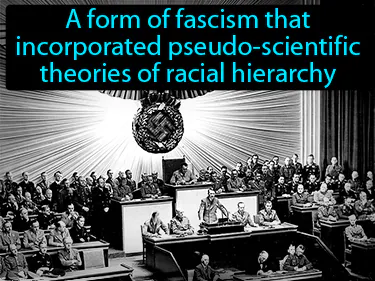 A form of fascism that
incorporated pseudo-scientific
theories of racial hierarchy